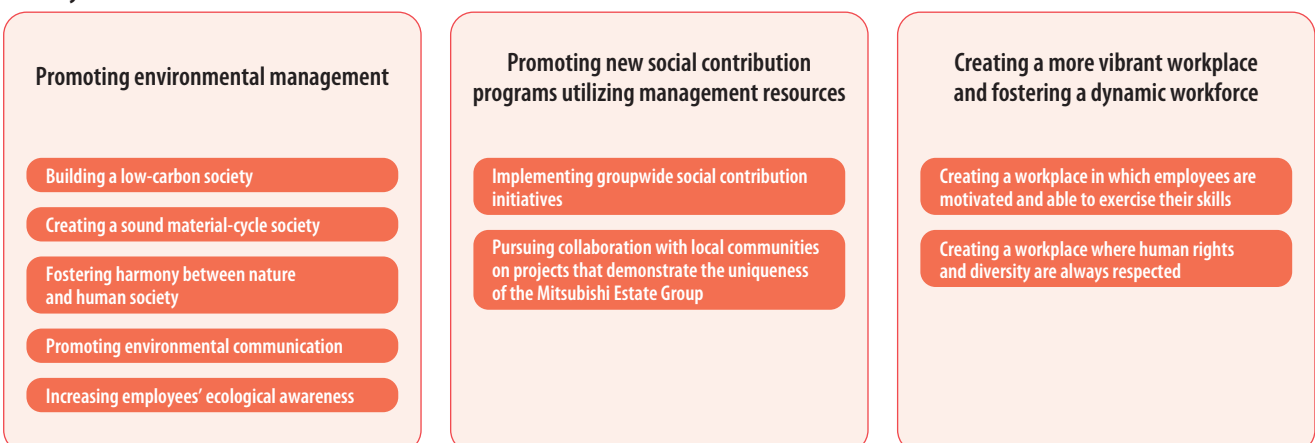 Promoting environmental management
Building a low-carbon society
Creating a sound material-cycle society
Fostering harmony between nature
and human society
Promoting environmental communication
Increasing employees’ ecological awareness
Promoting new social contribution
programs utilizing management resources
Implementing groupwide social contribution
initiatives
Pursuing collaboration with local communities
on projects that demonstrate the uniqueness
of the Mitsubishi Estate Group
Creating a more vibrant workplace
and fostering a dynamic workforce
Creating a workplace in which employees are
motivated and able to exercise their skills
Creating a workplace where human rights
and diversity are always respected